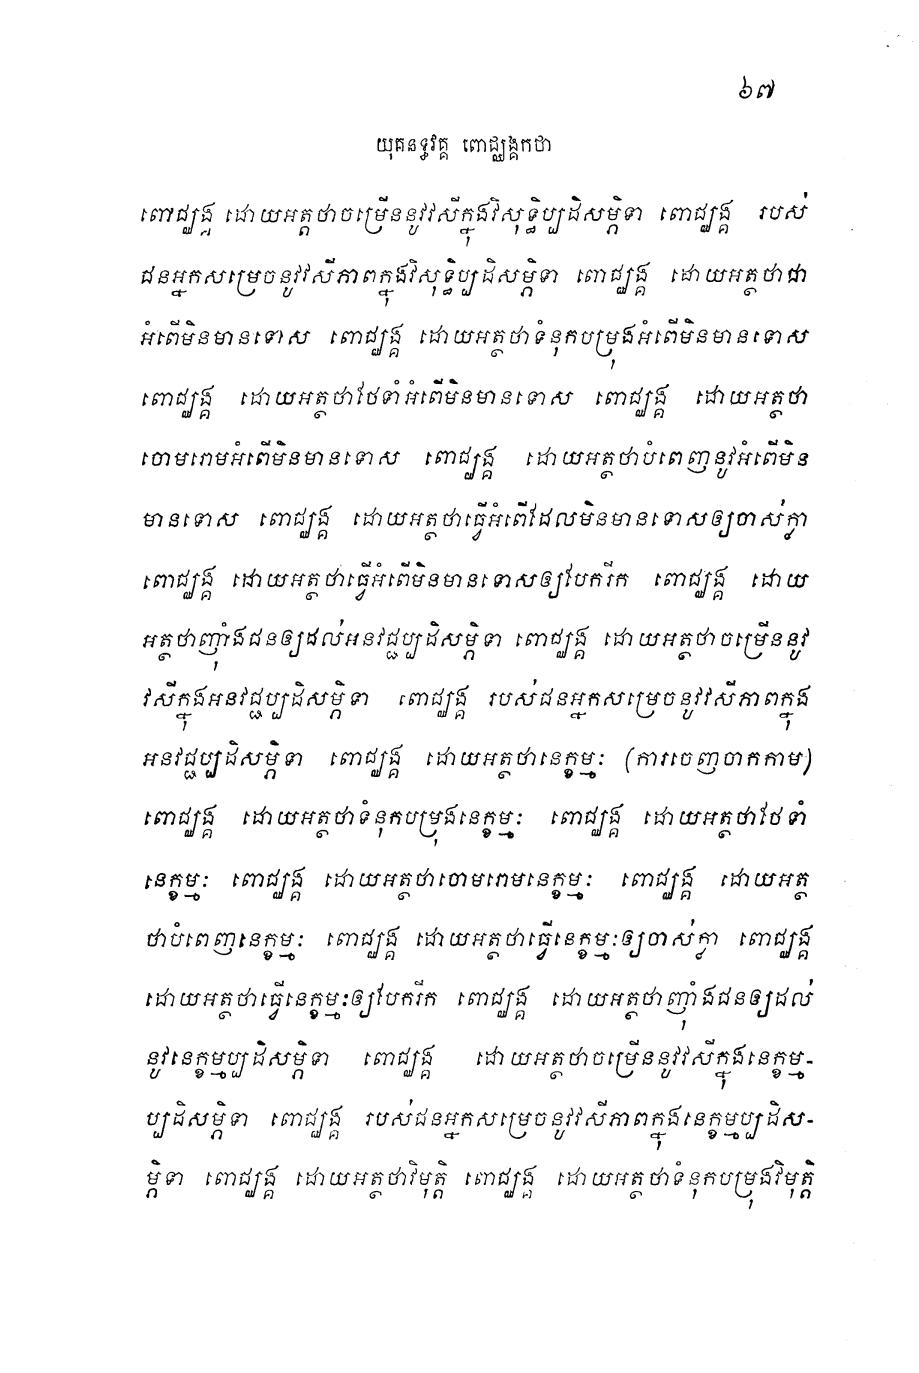 ៦៧
យុគនទ្ធវគ្គ ពោជ្ឈង្គកថា
ពោជ្ឈង្គ ដោយអត្ថថាចម្រើននូវវសីក្នុងវិសុទ្ធិប្បដិសម្ភិទា ពោជ្ឈង្គ របស់
ជនអ្នកសម្រេចនូវវសីភាពក្នុងវិសុទ្ធិប្បដិសម្ភិទា ពោជ្ឈង្គ ដោយអត្ថថាជា
អំពើមិនមានទោស ពោជ្ឈង្គ ដោយអត្ថថាទំនុកបម្រុងអំពើមិនមានទោស
ពោជ្ឈង្គ ដោយអត្ថថាថែទាំអំពើមិនមានទោស ពោជ្ឈង្គ ដោយអត្ថថា
ចោមរោមអំពើមិនមានទោស ពោជ្ឈង្គ ដោយអត្ថថាបំពេញនូវអំពើមិន
មានទោស ពោជ្ឈង្គ ដោយអត្ថថាធ្វើអំពើដែលមិនមានទោសឲ្យចាស់ក្លា
ពោជ្ឈង្គ ដោយអត្ថថាធ្វើអំពើមិនមានទោសឲ្យបែករីក ពោជ្ឈង្គ ដោយ
អត្ថថាញ៉ាំងជនឲ្យដល់អនវជ្ជប្បដិសម្ភិទា ពោជ្ឈង្គ ដោយអត្ថថាចម្រើននូវ
វសីក្នុងអនវជ្ជប្បដិសម្ភិទា ពោជ្ឈង្គ របស់ជនអ្នកសម្រេចនូវវសីភាពក្នុង
អនវជ្ជប្បដិសម្ភិទា ពោជ្ឈង្គ ដោយអត្ថថានេក្ខម្មៈ (ការចេញចាកកាម)
ពោជ្ឈង្គ ដោយអត្ថថាទំនុកបម្រុងនេក្ខម្មៈ ពោជ្ឈង្គ ដោយអត្ថថាថែទាំ
នេក្ខម្មៈ ពោជ្ឈង្គ ដោយអត្ថថាចោមរោមនេក្ខម្មៈ ពោជ្ឈង្គ ដោយអត្ថ
ថាបំពេញនេក្ខម្មៈ ពោជ្ឈង្គ ដោយអត្ថថាធ្វើនេក្ខម្មៈឲ្យចាស់ក្លា ពោជ្ឈង្គ
ដោយអត្ថថាធ្វើនេក្ខម្មៈឲ្យបែករីក ពោជ្ឈង្គ ដោយអត្ថថាញ៉ាំងជនឲ្យដល់
នូវនេក្ខម្មប្បដិសម្ភិទា ពោជ្ឈង្គ ដោយអត្ថថាចម្រើននូវវសីក្នុងនេក្ខម្ម-
ប្បដិសម្ភិទា ពោជ្ឈង្គ របស់ជនអ្នកសម្រេចនូវវសីភាពក្នុងនេក្ខម្មប្បដិស-
ម្ភិទា ពោជ្ឈង្គ ដោយអត្ថថាវិមុត្តិ ពោជ្ឈង្គ ដោយអត្ថថាទំនុកបម្រុងវិមុត្តិ